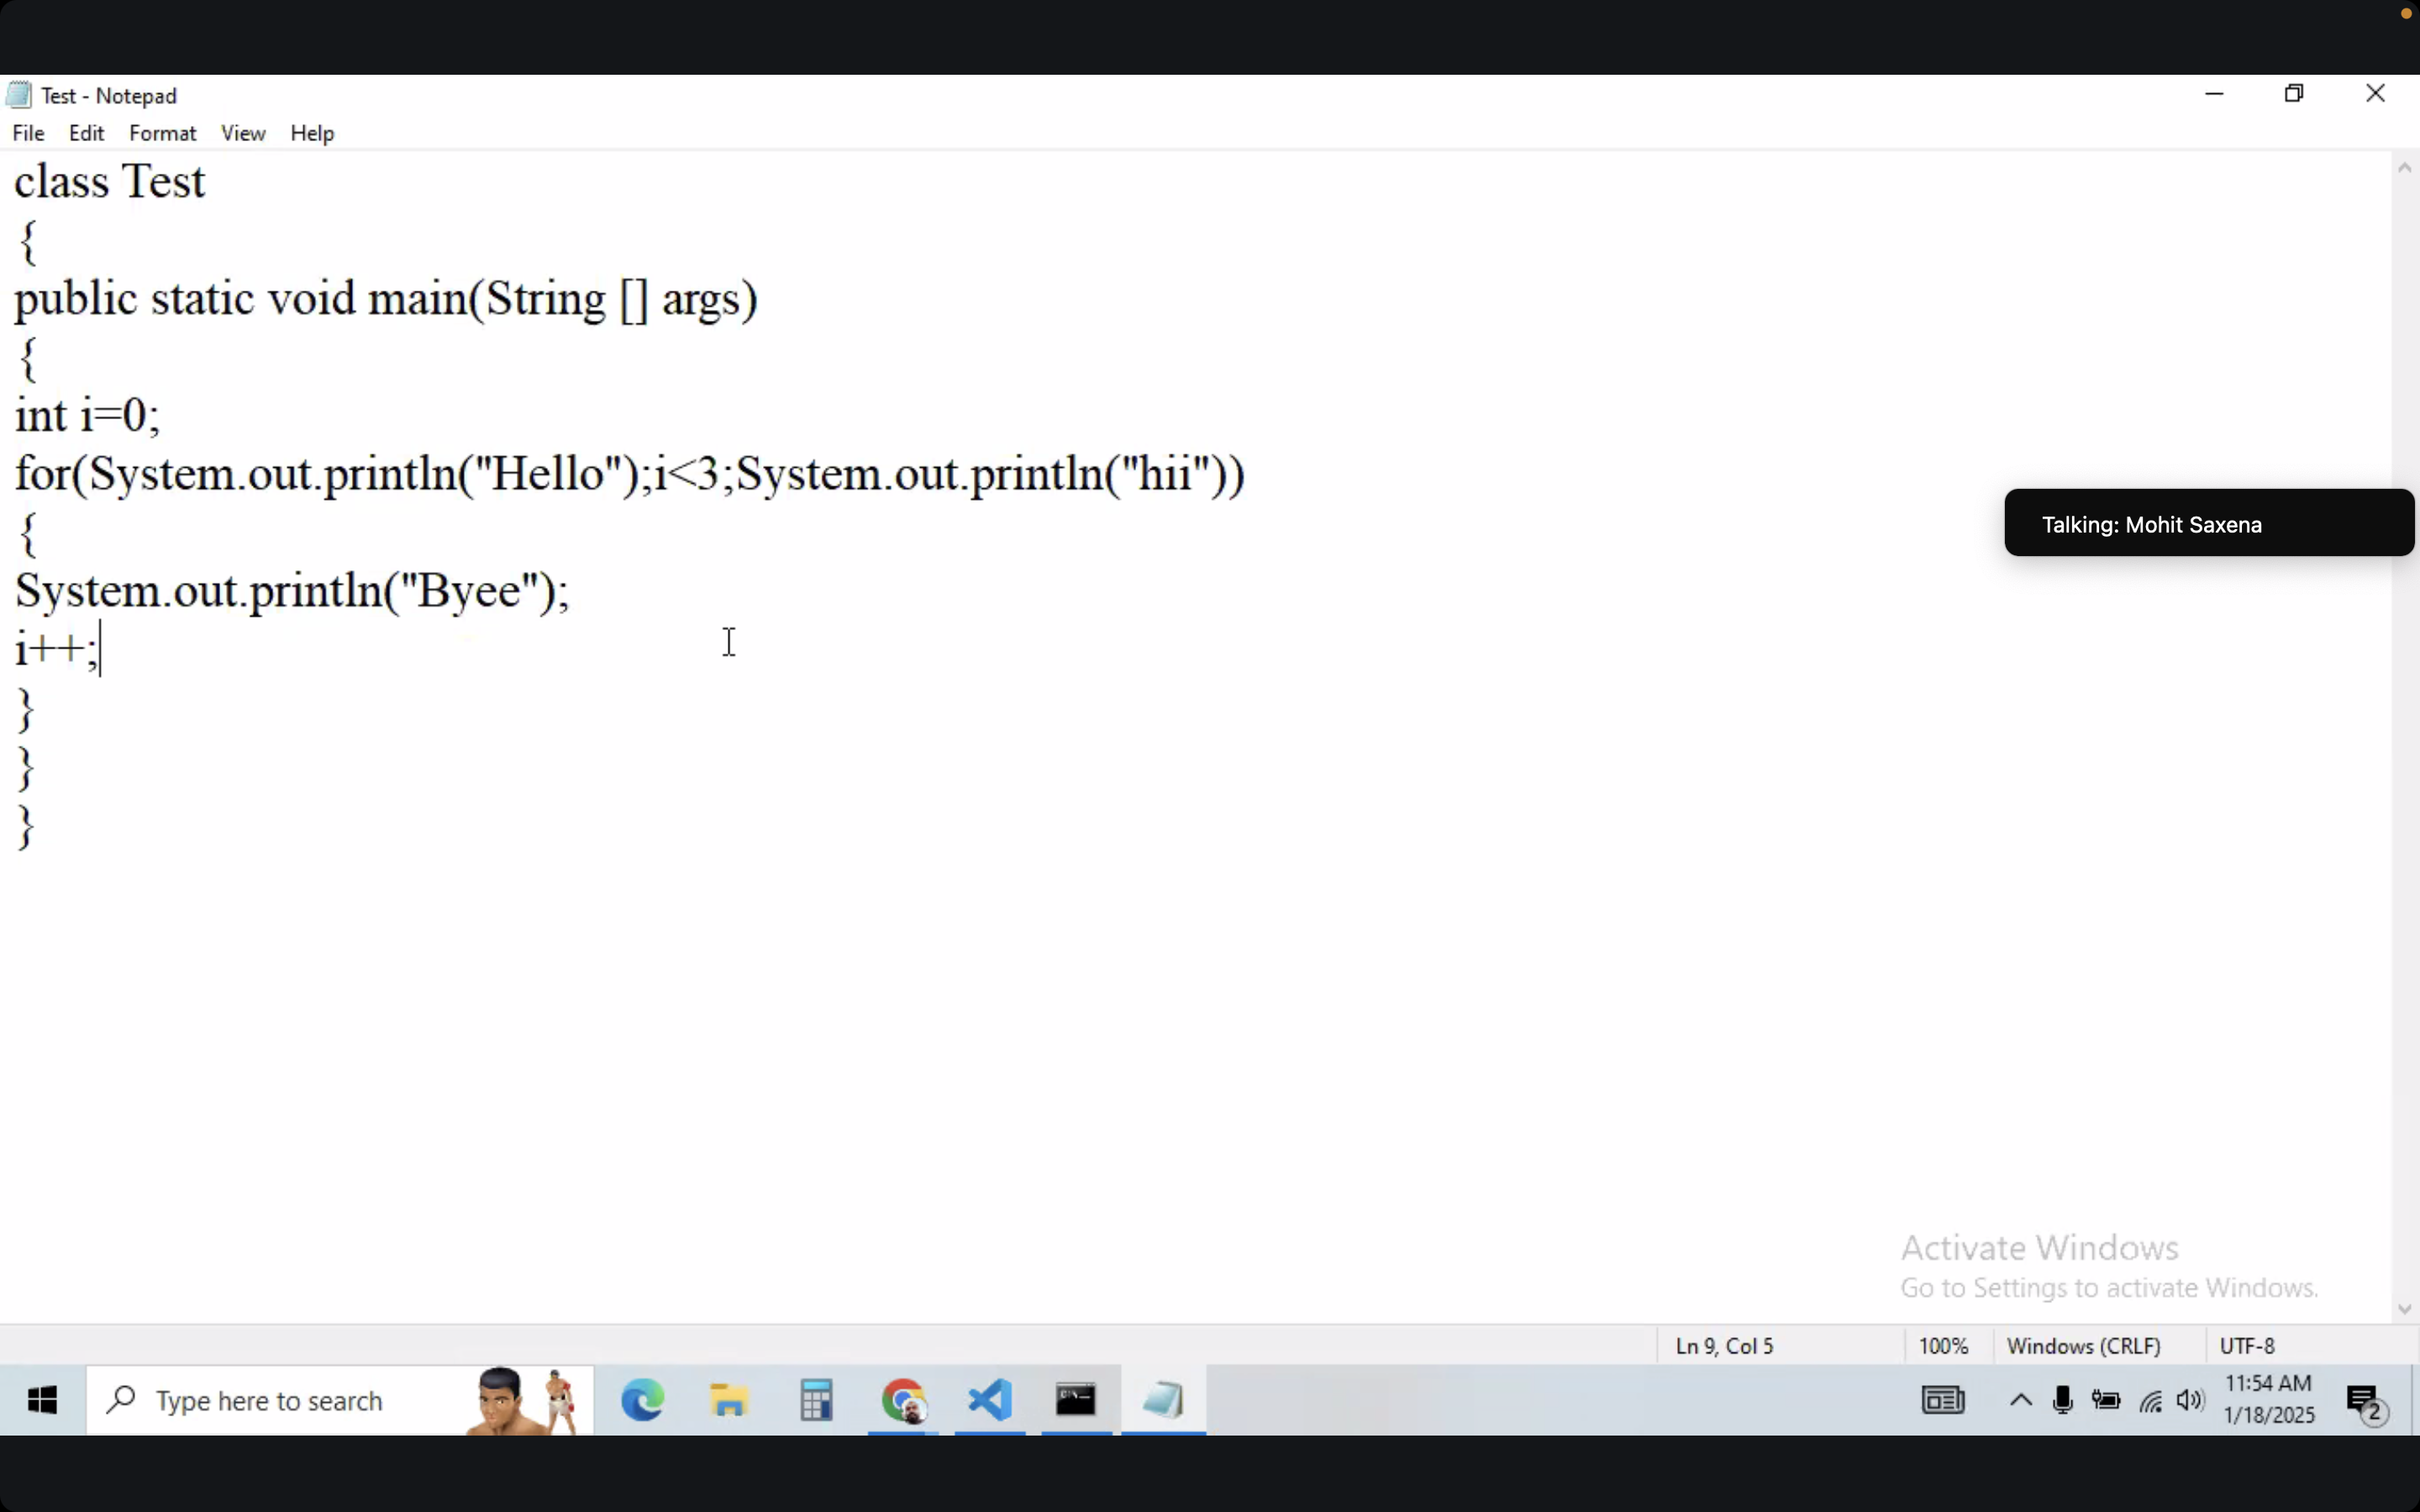 Test - Notepad
File Edit Format View Help
class Test
{
public static void main(String [] args)
{
int i=0;
for(System.out.println("Hello");i<3;System.out.println("hii"))
{
System.out.println("Byee");
i++;
}
}
}
Talking: Mohit Saxena
Activate Windows
Go to Settings to activate Windows.
Ln 9, Col 5 100% Windows (CRLF) UTF-8
Type here to search
11:54 AM
1/18/2025
2